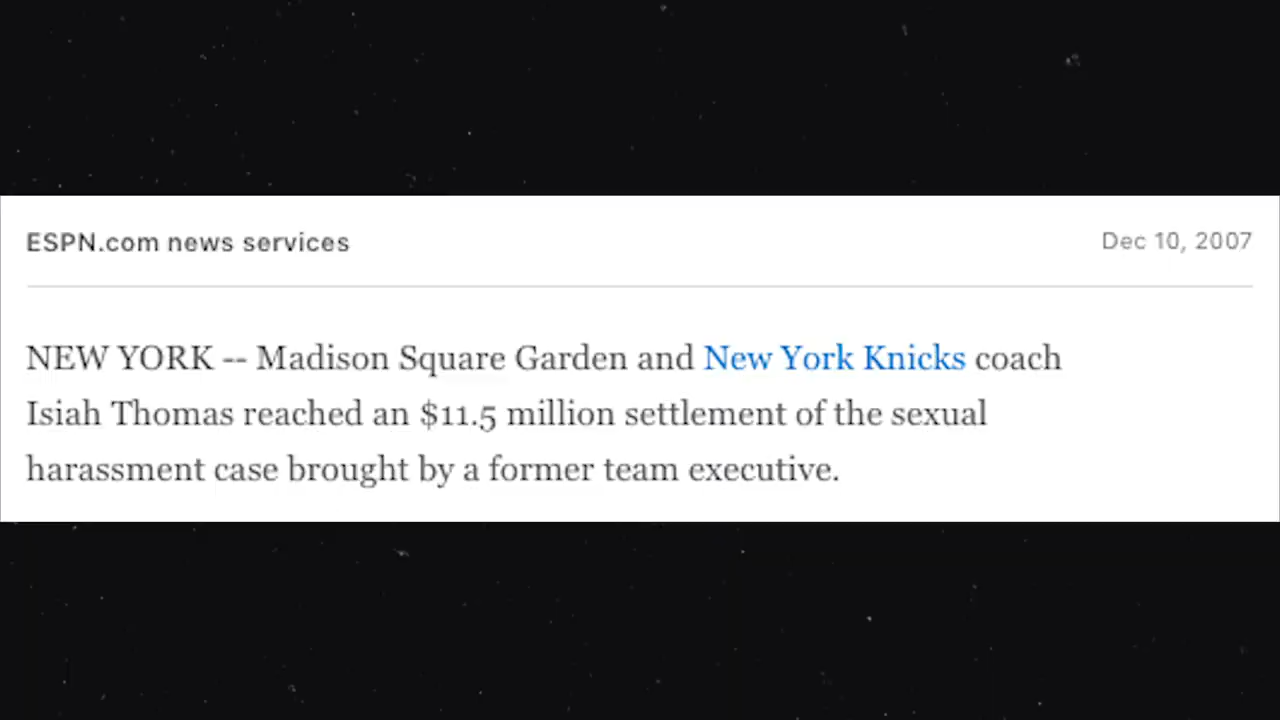 ESPN.com news services
Dec 10, 2007
NEW YORK -- Madison Square Garden and New York Knicks coach
Isiah Thomas reached an $11.5 million settlement of the sexual
harassment case brought by a former team executive.